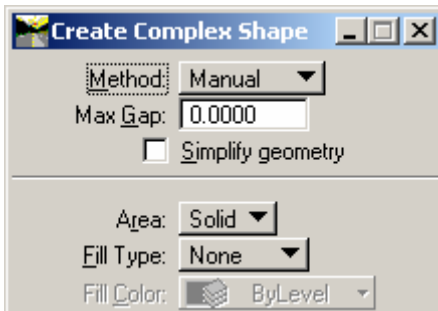 Create Complex Shape
Method: Manual
Max Gap: 0.0000
Simplify geometry
Area: Solid
Fill Type: None
Fill Color: ByLevel